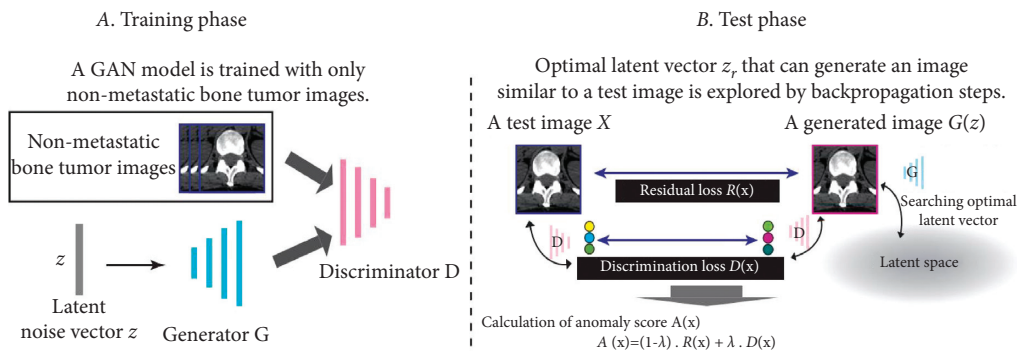 A. Training phase
A GAN model is trained with only
non-metastatic bone tumor images.
Non-metastatic
bone tumor images
z
Latent
noise vector z
Generator G
Discriminator D
B. Test phase
Optimal latent vector zr that can generate an image
similar to a test image is explored by backpropagation steps.
A test image X
A generated image G(z)
Residual loss R(x)
G
Searching optimal
latent vector
D
D
Discrimination loss D(x)
Latent space
Calculation of anomaly score A(x)
A (x)=(1-λ) . R(x) + λ . D(x)